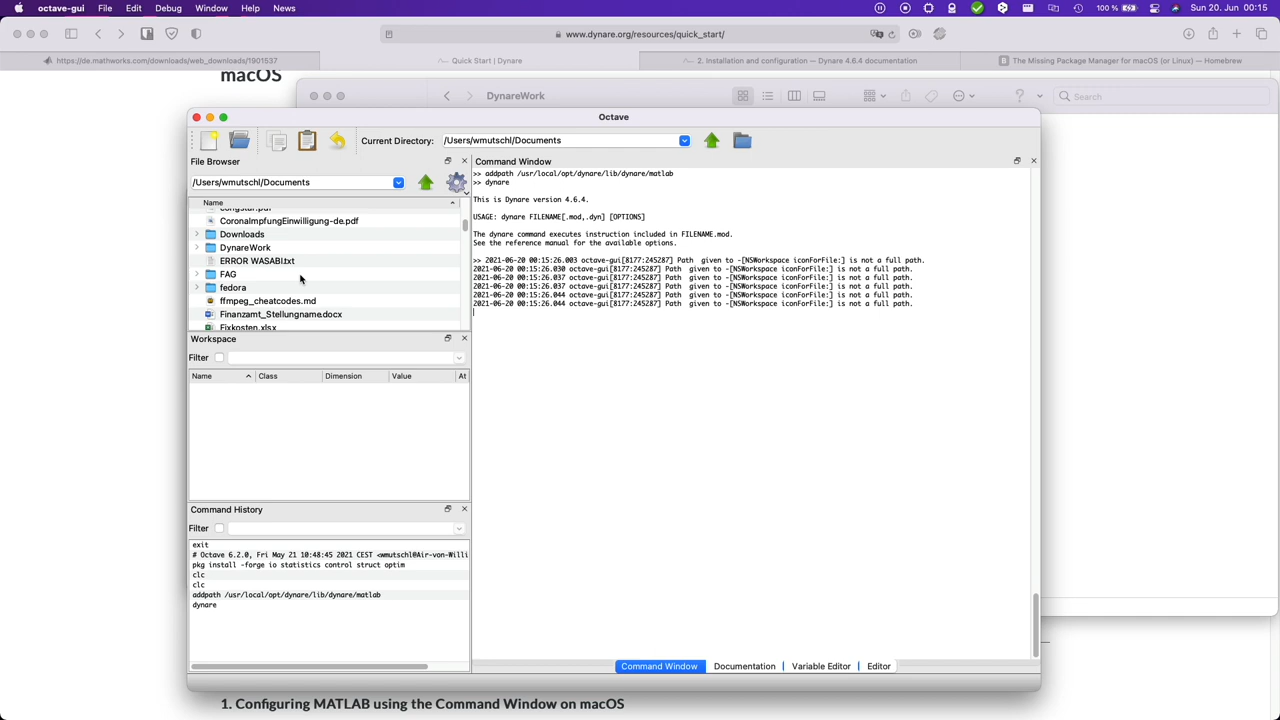 octave-gui File Edit Debug Window Help News
100 % Sun 20. Jun 00:15
www.dynare.org/resources/quick_start/
https://de.mathworks.com/downloads/web_downloads/1901537
Quick Start | Dynare
2. Installation and configuration — Dynare 4.6.4 documentation
The Missing Package Manager for macOS (or Linux) — Homebrew
macOS
DynareWork
Search
Octave
Current Directory: /Users/wmutschl/Documents
File Browser
/Users/wmutschl/Documents
Name
Congstar.pdf
CoronaImpfungEinwilligung-de.pdf
Downloads
DynareWork
ERROR WASABI.txt
FAG
fedora
ffmpeg_cheatcodes.md
Finanzamt_Stellungname.docx
Fixkosten.xlsx
Workspace
Filter
Name Class Dimension Value At
Command History
Filter
exit
# Octave 6.2.0, Fri May 21 10:48:45 2021 CEST <wmutschl@Air-von-Willi
pkg install -forge io statistics control struct optim
clc
clc
addpath /usr/local/opt/dynare/lib/dynare/matlab
dynare
Command Window
>> addpath /usr/local/opt/dynare/lib/dynare/matlab
>> dynare
This is Dynare version 4.6.4.
USAGE: dynare FILENAME[.mod,.dyn] [OPTIONS]
The dynare command executes instruction included in FILENAME.mod.
See the reference manual for the available options.
>> 2021-06-20 00:15:26.003 octave-gui[8177:245287] Path  given to -[NSWorkspace iconForFile:] is not a full path.
2021-06-20 00:15:26.030 octave-gui[8177:245287] Path  given to -[NSWorkspace iconForFile:] is not a full path.
2021-06-20 00:15:26.037 octave-gui[8177:245287] Path  given to -[NSWorkspace iconForFile:] is not a full path.
2021-06-20 00:15:26.037 octave-gui[8177:245287] Path  given to -[NSWorkspace iconForFile:] is not a full path.
2021-06-20 00:15:26.044 octave-gui[8177:245287] Path  given to -[NSWorkspace iconForFile:] is not a full path.
2021-06-20 00:15:26.044 octave-gui[8177:245287] Path  given to -[NSWorkspace iconForFile:] is not a full path.
Command Window Documentation Variable Editor Editor
1. Configuring MATLAB using the Command Window on macOS